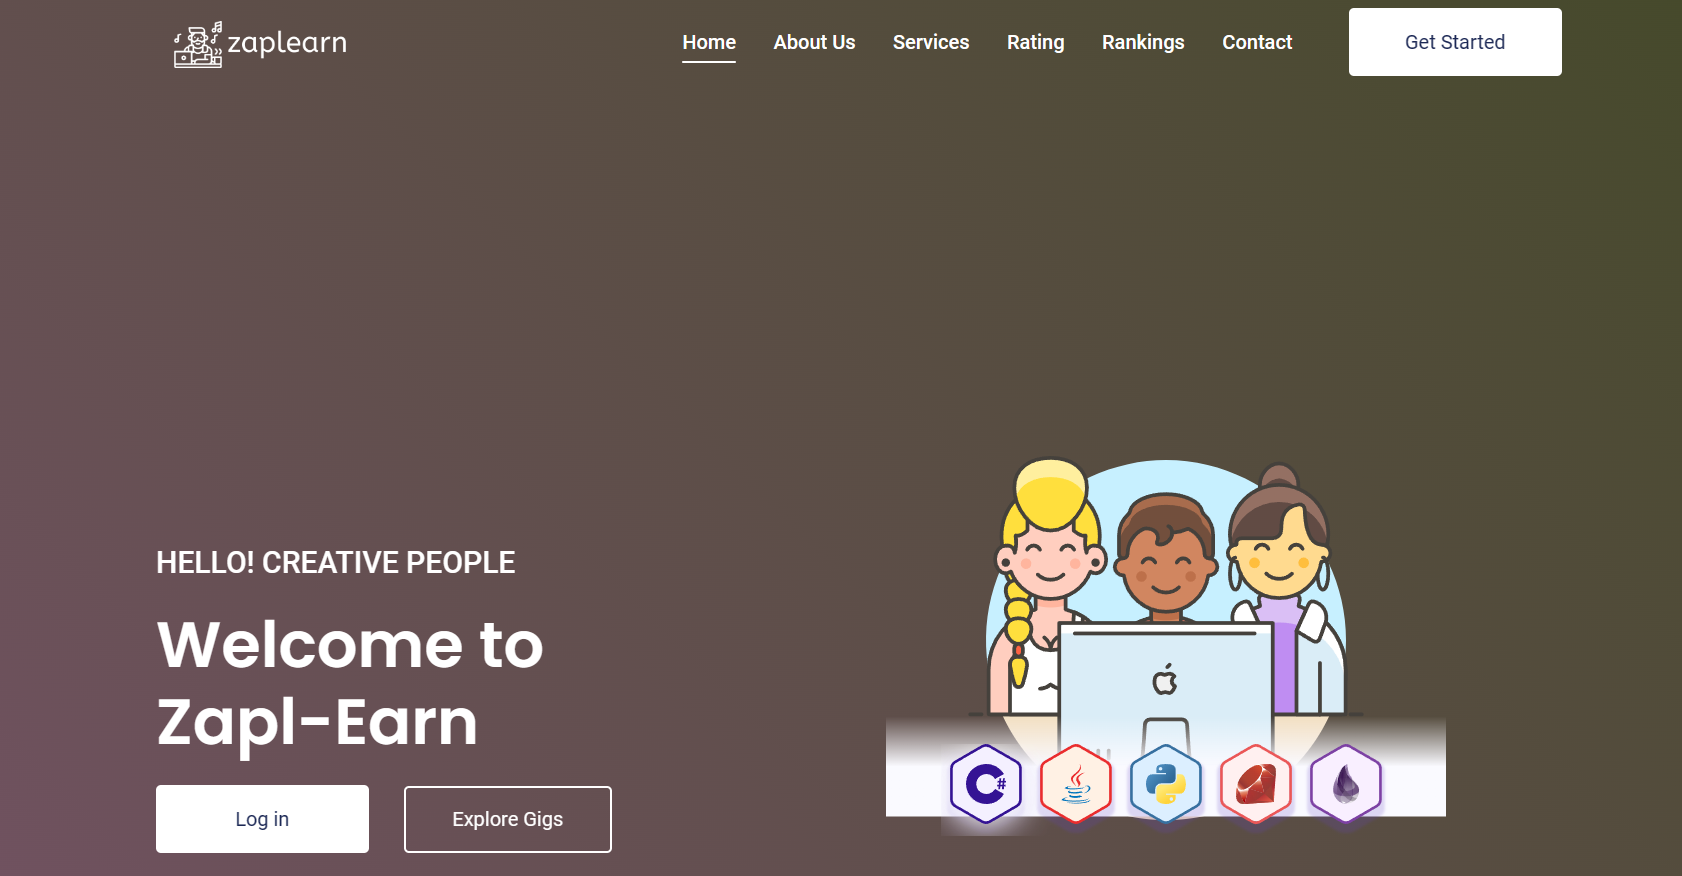 zaplearn
Home About Us Services Rating Rankings Contact Get Started
HELLO! CREATIVE PEOPLE
Welcome to
Zapl-Earn
Log in Explore Gigs
C#